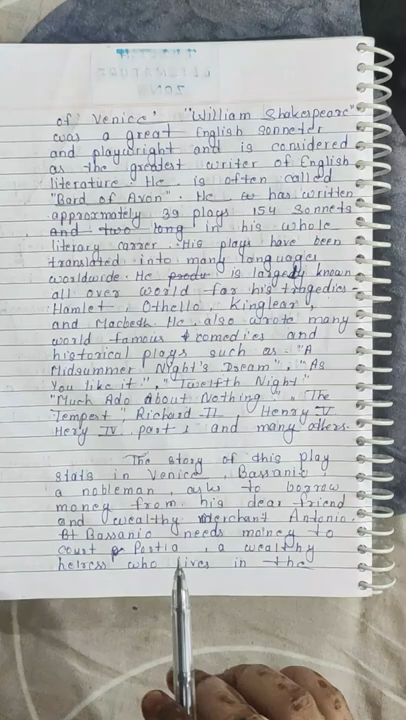 of Venice' "William Shakespeare"
was a great English sonneter
and playwright and is considered
as the greatest writer of English
literature. He is often called
"Bard of Avon". He has written
approximately 39 plays 154 Sonnets
and two long in his whole
literary carrer. His plays have been
translated into many languages
worldwide. He is largely known
all over world for his tragedies-
Hamlet, Othello, Kinglear,
and Macbeth. He also wrote many
world famous comedies and
historical plays such as "A
Midsummer Night's Dream", "As
You like it", "Twelfth Night"
"Much Ado about Nothing", "The
Tempest" Richard II, Henry V
Hery IV part 1 and many others.
The story of this play
stats in Venice. Bassanio,
a nobleman, asks to borrow
money from his dear friend
and wealthy merchant Antonio.
Bassanio needs money to
court Portia, a wealthy
heiress who lives in the